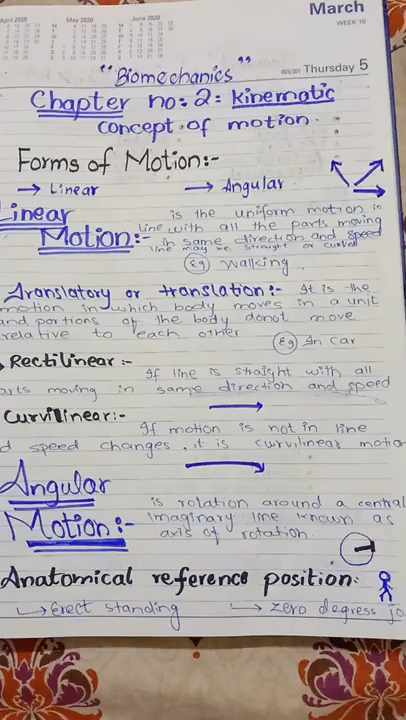 April 2020 May 2020 June 2020
March
WEEK 10
065/301 Thursday 5
"Biomechanics"
Chapter no: 2: kinematic
concept of motion.
Forms of Motion:-
→ Linear → Angular
Linear is the uniform motion in
line with all the parts moving
Motion:- in same direction and speed
line may be straight or curved
Eg Walking.
Translatory or translation:- It is the
motion in which body moves in a unit
and portions of the body donot move
relative to each other
Eg In car
Rectilinear:-
If line is straight with all
arts moving in same direction and speed
Curvilinear:-
If motion is not in line
d speed changes, it is curvilinear motion
Angular
is rotation around a central
Motion:- imaginary line known as
axis of rotation.
Anatomical reference position:
Erect standing zero degress jo